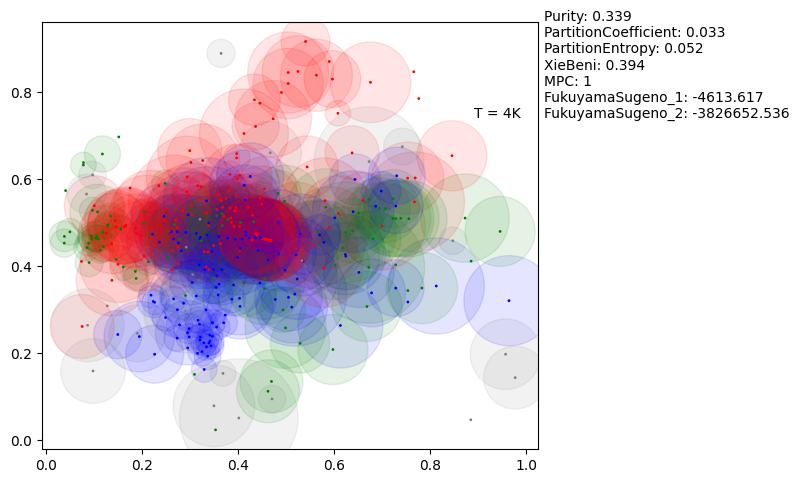 Purity: 0.339
PartitionCoefficient: 0.033
PartitionEntropy: 0.052
XieBeni: 0.394
MPC: 1
FukuyamaSugeno_1: -4613.617
FukuyamaSugeno_2: -3826652.536
T = 4K
0.8
0.6
0.4
0.2
0.0
0.0 0.2 0.4 0.6 0.8 1.0